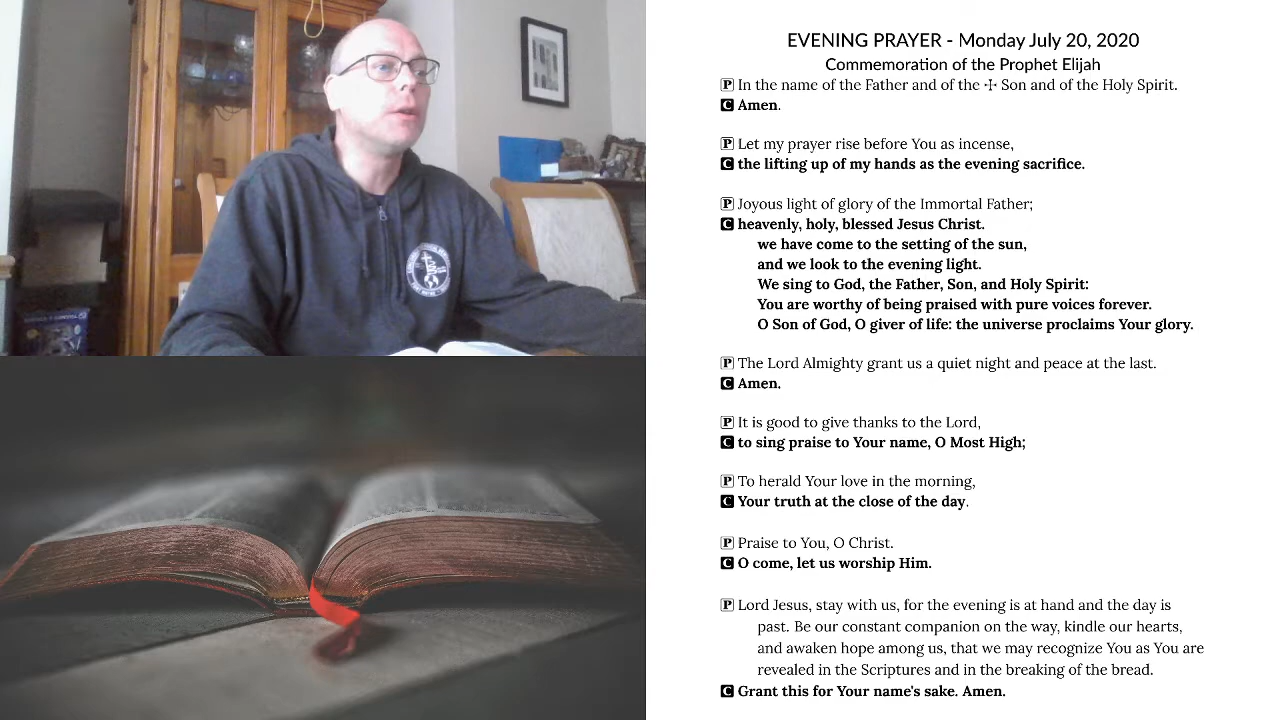 EVENING PRAYER - Monday July 20, 2020
Commemoration of the Prophet Elijah
P In the name of the Father and of the ☩ Son and of the Holy Spirit.
C Amen.
P Let my prayer rise before You as incense,
C the lifting up of my hands as the evening sacrifice.
P Joyous light of glory of the Immortal Father;
C heavenly, holy, blessed Jesus Christ.
we have come to the setting of the sun,
and we look to the evening light.
We sing to God, the Father, Son, and Holy Spirit:
You are worthy of being praised with pure voices forever.
O Son of God, O giver of life: the universe proclaims Your glory.
P The Lord Almighty grant us a quiet night and peace at the last.
C Amen.
P It is good to give thanks to the Lord,
C to sing praise to Your name, O Most High;
P To herald Your love in the morning,
C Your truth at the close of the day.
P Praise to You, O Christ.
C O come, let us worship Him.
P Lord Jesus, stay with us, for the evening is at hand and the day is
past. Be our constant companion on the way, kindle our hearts,
and awaken hope among us, that we may recognize You as You are
revealed in the Scriptures and in the breaking of the bread.
C Grant this for Your name's sake. Amen.